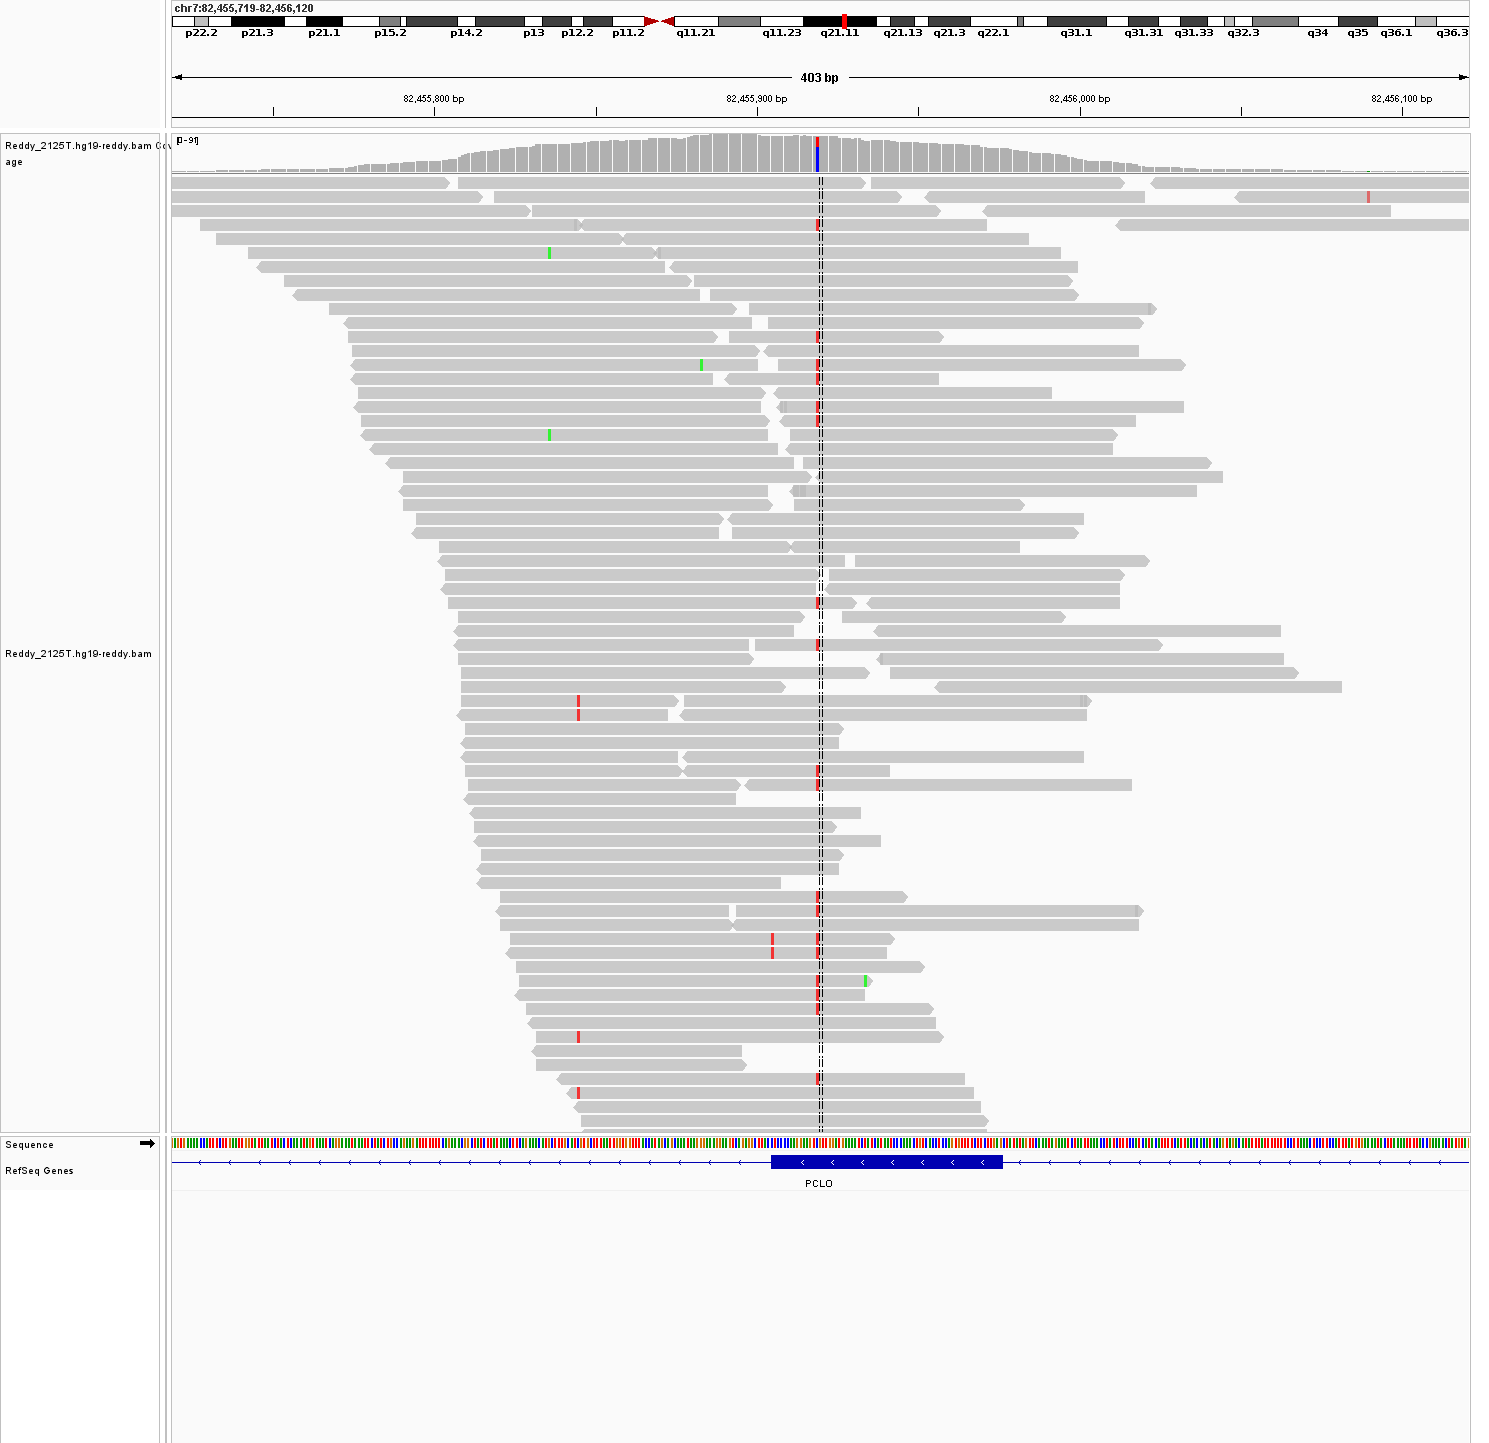 chr7:82,455,719-82,456,120
p22.2 p21.3 p21.1 p15.2 p14.2 p13 p12.2 p11.2 q11.21 q11.23 q21.11 q21.13 q21.3 q22.1 q31.1 q31.31 q31.33 q32.3 q34 q35 q36.1 q36.3
403 bp
82,455,800 bp 82,455,900 bp 82,456,000 bp 82,456,100 bp
Reddy_2125T.hg19-reddy.bam Cov
age
[0-91]
Reddy_2125T.hg19-reddy.bam
Sequence
RefSeq Genes
PCLO